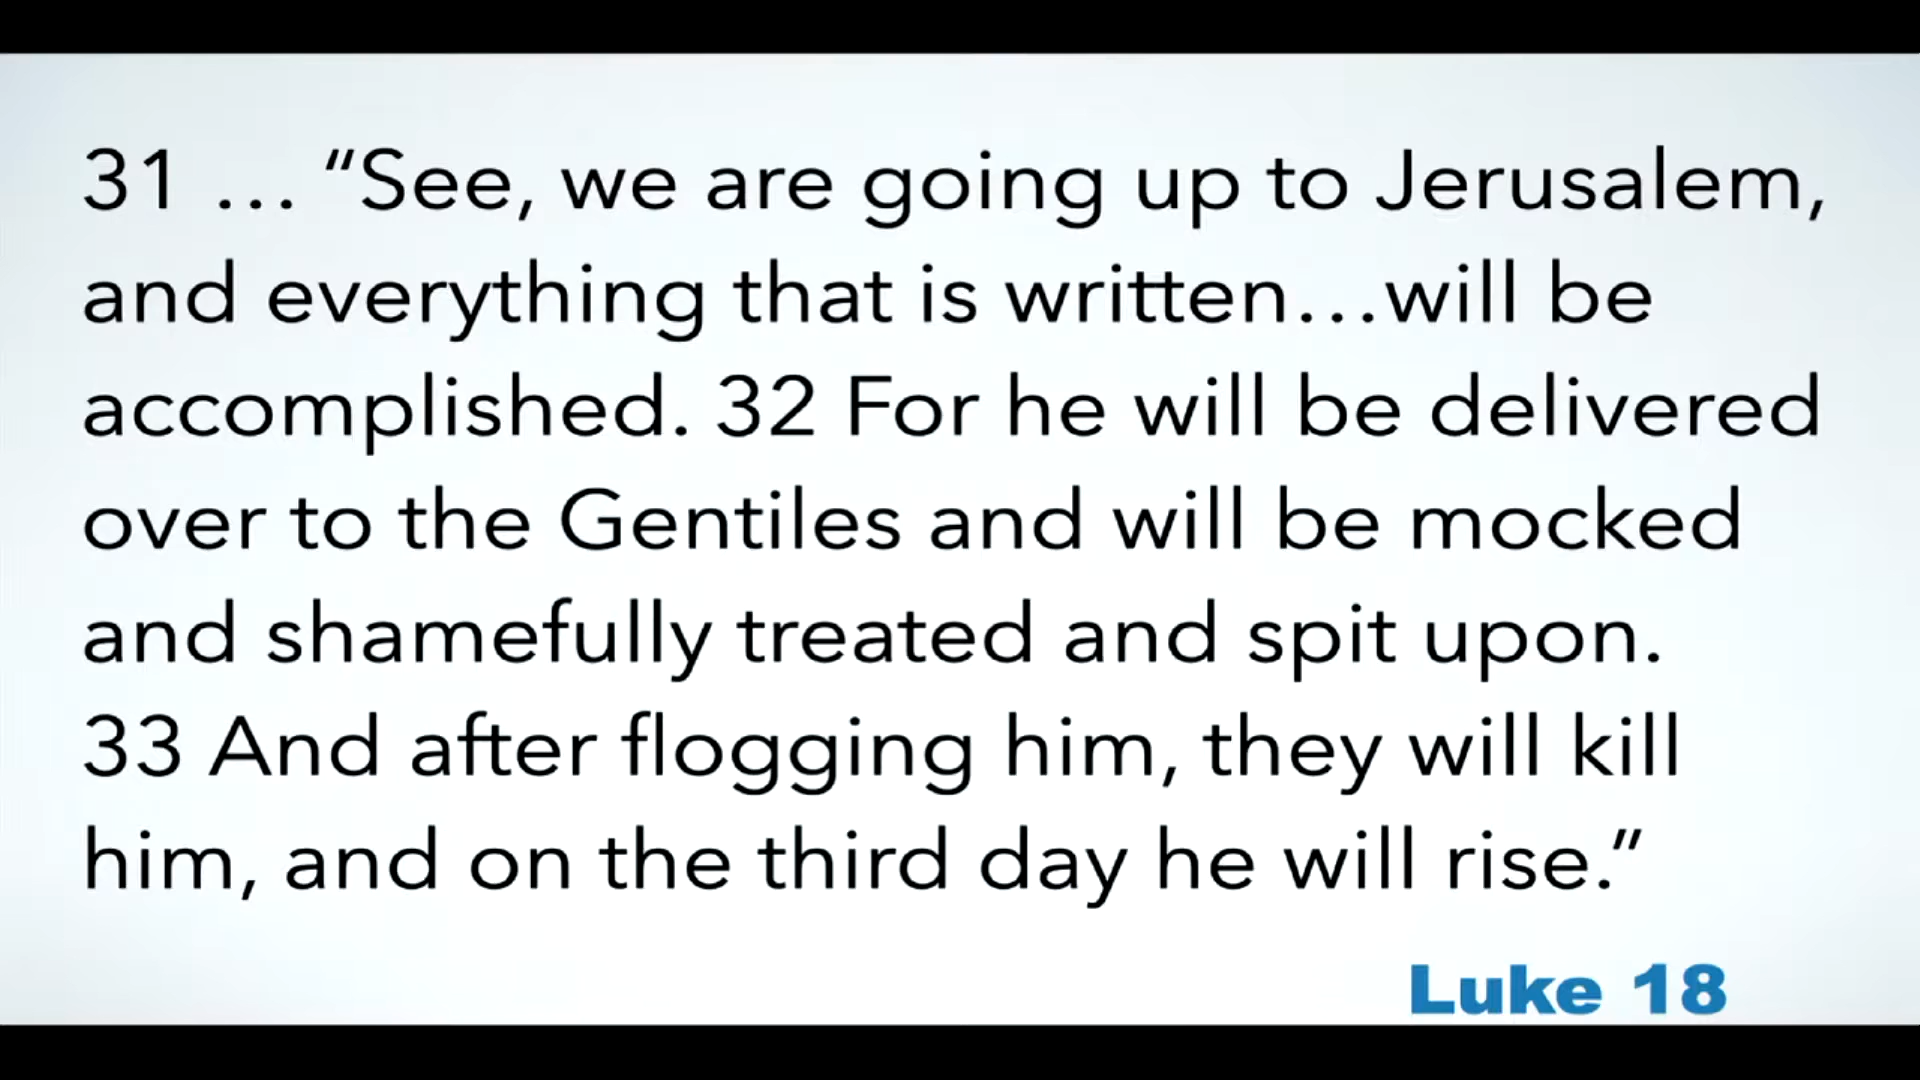 31 … “See, we are going up to Jerusalem,
and everything that is written…will be
accomplished. 32 For he will be delivered
over to the Gentiles and will be mocked
and shamefully treated and spit upon.
33 And after flogging him, they will kill
him, and on the third day he will rise.”
Luke 18